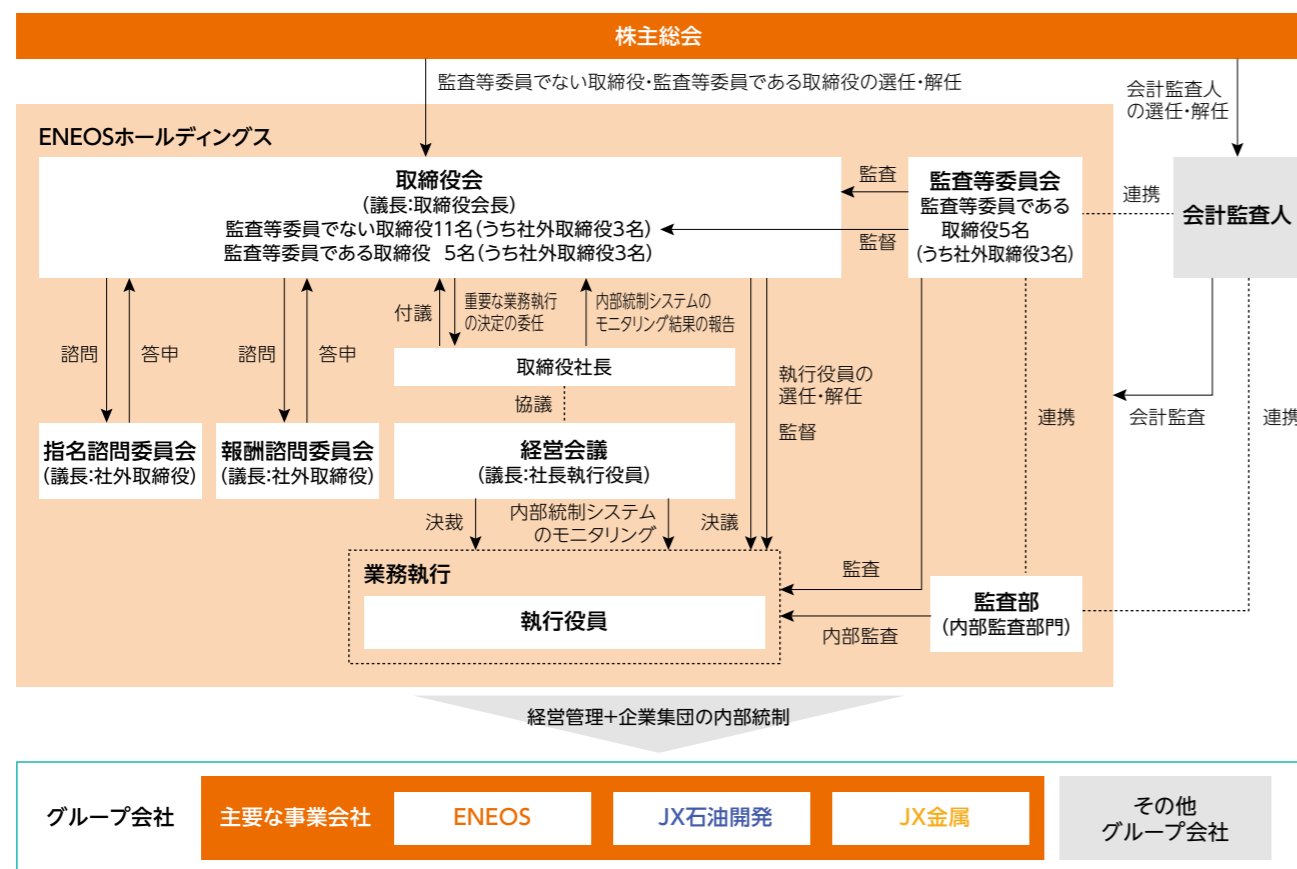 株主総会
監査等委員でない取締役・監査等委員である取締役の選任・解任
会計監査人
の選任・解任
ENEOSホールディングス
取締役会
(議長:取締役会長)
監査等委員でない取締役11名(うち社外取締役3名)
監査等委員である取締役 5名(うち社外取締役3名)
監査
監督
監査等委員会
監査等委員である
取締役5名
(うち社外取締役3名)
連携
会計監査人
諮問
答申
諮問
答申
付議
重要な業務執行
の決定の委任
内部統制システムの
モニタリング結果の報告
取締役社長
協議
執行役員の
選任・解任
監督
連携
会計監査
連携
指名諮問委員会
(議長:社外取締役)
報酬諮問委員会
(議長:社外取締役)
経営会議
(議長:社長執行役員)
決裁
内部統制システム
のモニタリング
決議
業務執行
執行役員
監査
内部監査
監査部
(内部監査部門)
経営管理+企業集団の内部統制
グループ会社
主要な事業会社
ENEOS
JX石油開発
JX金属
その他
グループ会社